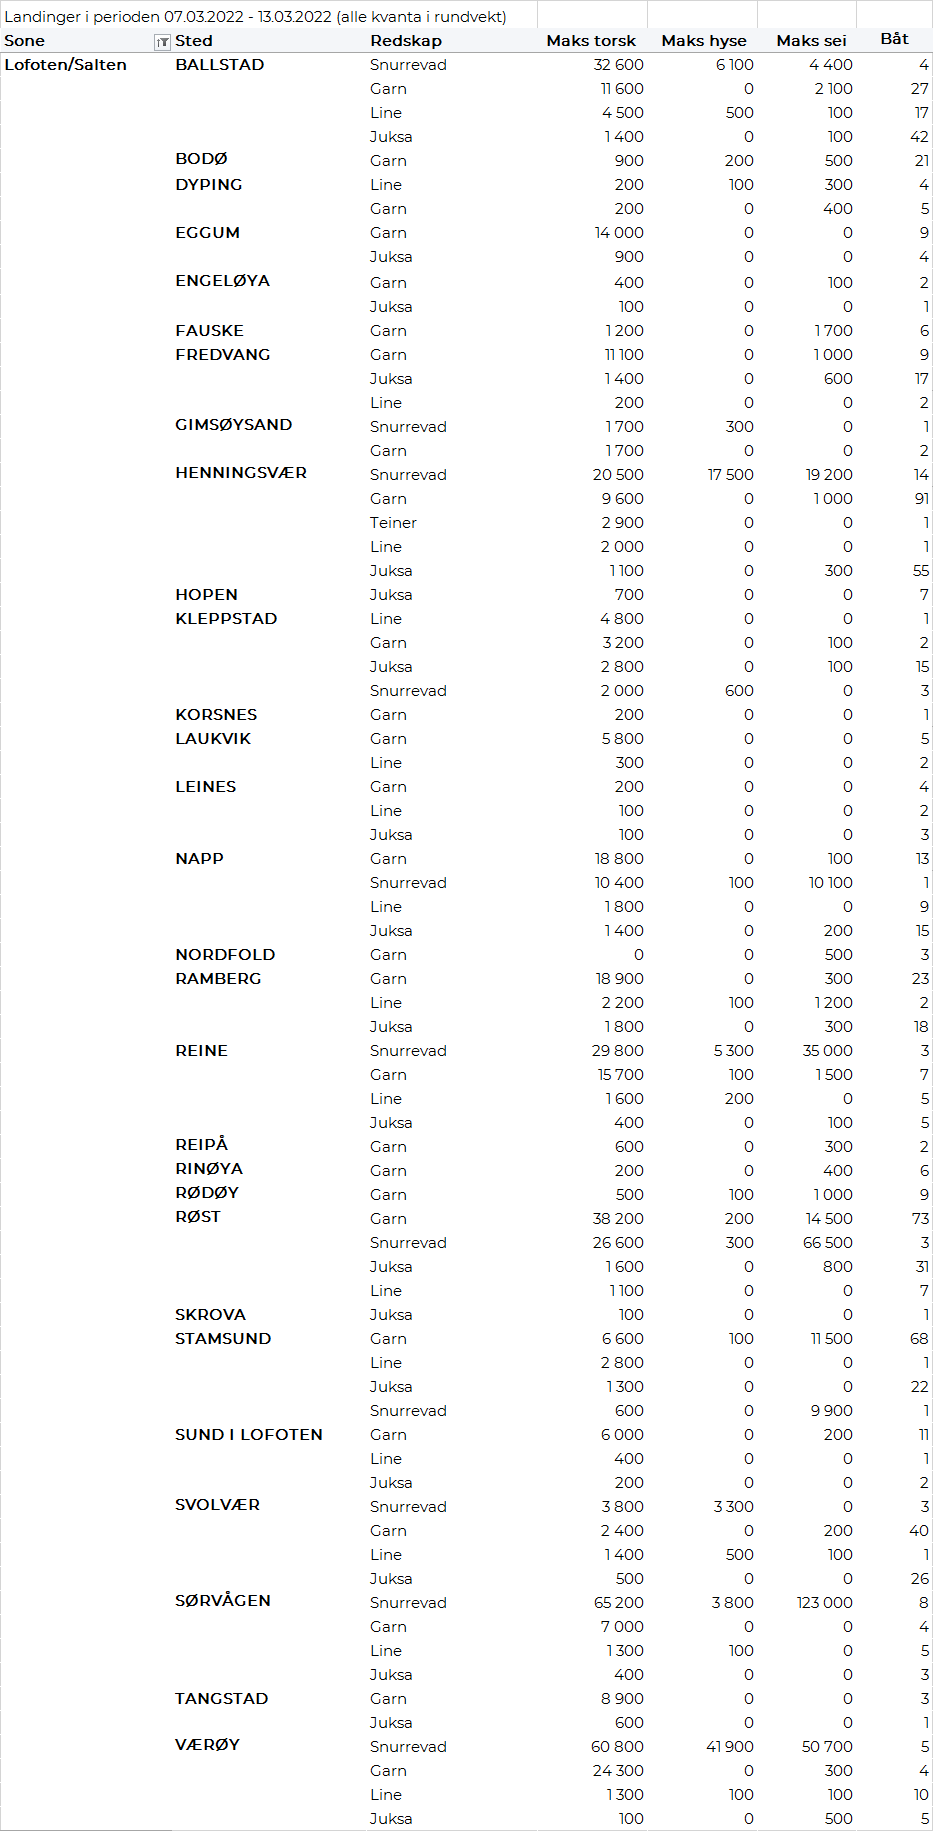 Landinger i perioden 07.03.2022 - 13.03.2022 (alle kvanta i rundvekt)
Sone Sted Redskap Maks torsk Maks hyse Maks sei Båt
Lofoten/Salten BALLSTAD Snurrevad 32 600 6 100 4 400 4
Garn 11 600 0 2 100 27
Line 4 500 500 100 17
Juksa 1 400 0 100 42
BODØ Garn 900 200 500 21
DYPING Line 200 100 300 4
Garn 200 0 400 5
EGGUM Garn 14 000 0 0 9
Juksa 900 0 0 4
ENGELØYA Garn 400 0 100 2
Juksa 100 0 0 1
FAUSKE Garn 1 200 0 1 700 6
FREDVANG Garn 11 100 0 1 000 9
Juksa 1 400 0 600 17
Line 200 0 0 2
GIMSØYSAND Snurrevad 1 700 300 0 1
Garn 1 700 0 0 2
HENNINGSVÆR Snurrevad 20 500 17 500 19 200 14
Garn 9 600 0 1 000 91
Teiner 2 900 0 0 1
Line 2 000 0 0 1
Juksa 1 100 0 300 55
HOPEN Juksa 700 0 0 7
KLEPPSTAD Line 4 800 0 0 1
Garn 3 200 0 100 2
Juksa 2 800 0 100 15
Snurrevad 2 000 600 0 3
KORSNES Garn 200 0 0 1
LAUKVIK Garn 5 800 0 0 5
Line 300 0 0 2
LEINES Garn 200 0 0 4
Line 100 0 0 2
Juksa 100 0 0 3
NAPP Garn 18 800 0 100 13
Snurrevad 10 400 100 10 100 1
Line 1 800 0 0 9
Juksa 1 400 0 200 15
NORDFOLD Garn 0 0 500 3
RAMBERG Garn 18 900 0 300 23
Line 2 200 100 1 200 2
Juksa 1 800 0 300 18
REINE Snurrevad 29 800 5 300 35 000 3
Garn 15 700 100 1 500 7
Line 1 600 200 0 5
Juksa 400 0 100 5
REIPÅ Garn 600 0 300 2
RINØYA Garn 200 0 400 6
RØDØY Garn 500 100 1 000 9
RØST Garn 38 200 200 14 500 73
Snurrevad 26 600 300 66 500 3
Juksa 1 600 0 800 31
Line 1 100 0 0 7
SKROVA Juksa 100 0 0 1
STAMSUND Garn 6 600 100 11 500 68
Line 2 800 0 0 1
Juksa 1 300 0 0 22
Snurrevad 600 0 9 900 1
SUND I LOFOTEN Garn 6 000 0 200 11
Line 400 0 0 1
Juksa 200 0 0 2
SVOLVÆR Snurrevad 3 800 3 300 0 3
Garn 2 400 0 200 40
Line 1 400 500 100 1
Juksa 500 0 0 26
SØRVÅGEN Snurrevad 65 200 3 800 123 000 8
Garn 7 000 0 0 4
Line 1 300 100 0 5
Juksa 400 0 0 3
TANGSTAD Garn 8 900 0 0 3
Juksa 600 0 0 1
VÆRØY Snurrevad 60 800 41 900 50 700 5
Garn 24 300 0 300 4
Line 1 300 100 100 10
Juksa 100 0 500 5